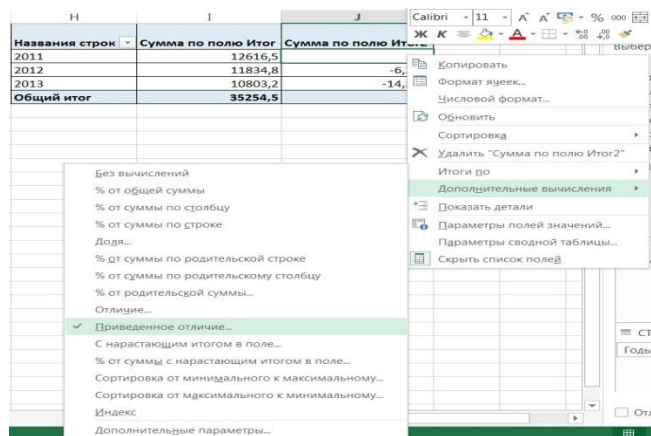 H I J
Calibri 11 % 000
Ж К
Названия строк Сумма по полю Итог Сумма по полю Итог2
2011 12616,5
2012 11834,8 -6,
2013 10803,2 -14,
Общий итог 35254,5
Копировать
Формат ячеек...
Числовой формат...
Обновить
Сортировка
Удалить "Сумма по полю Итог2"
Итоги по
Дополнительные вычисления
Показать детали
Параметры полей значений...
Параметры сводной таблицы...
Скрыть список полей
Без вычислений
% от общей суммы
% от суммы по столбцу
% от суммы по строке
Доля...
% от суммы по родительской строке
% от суммы по родительскому столбцу
% от родительской суммы...
Отличие...
Приведенное отличие...
С нарастающим итогом в поле...
% от суммы с нарастающим итогом в поле...
Сортировка от минимального к максимальному...
Сортировка от максимального к минимальному...
Индекс
Дополнительные параметры...
Выбер
СТ
Годы
Отл